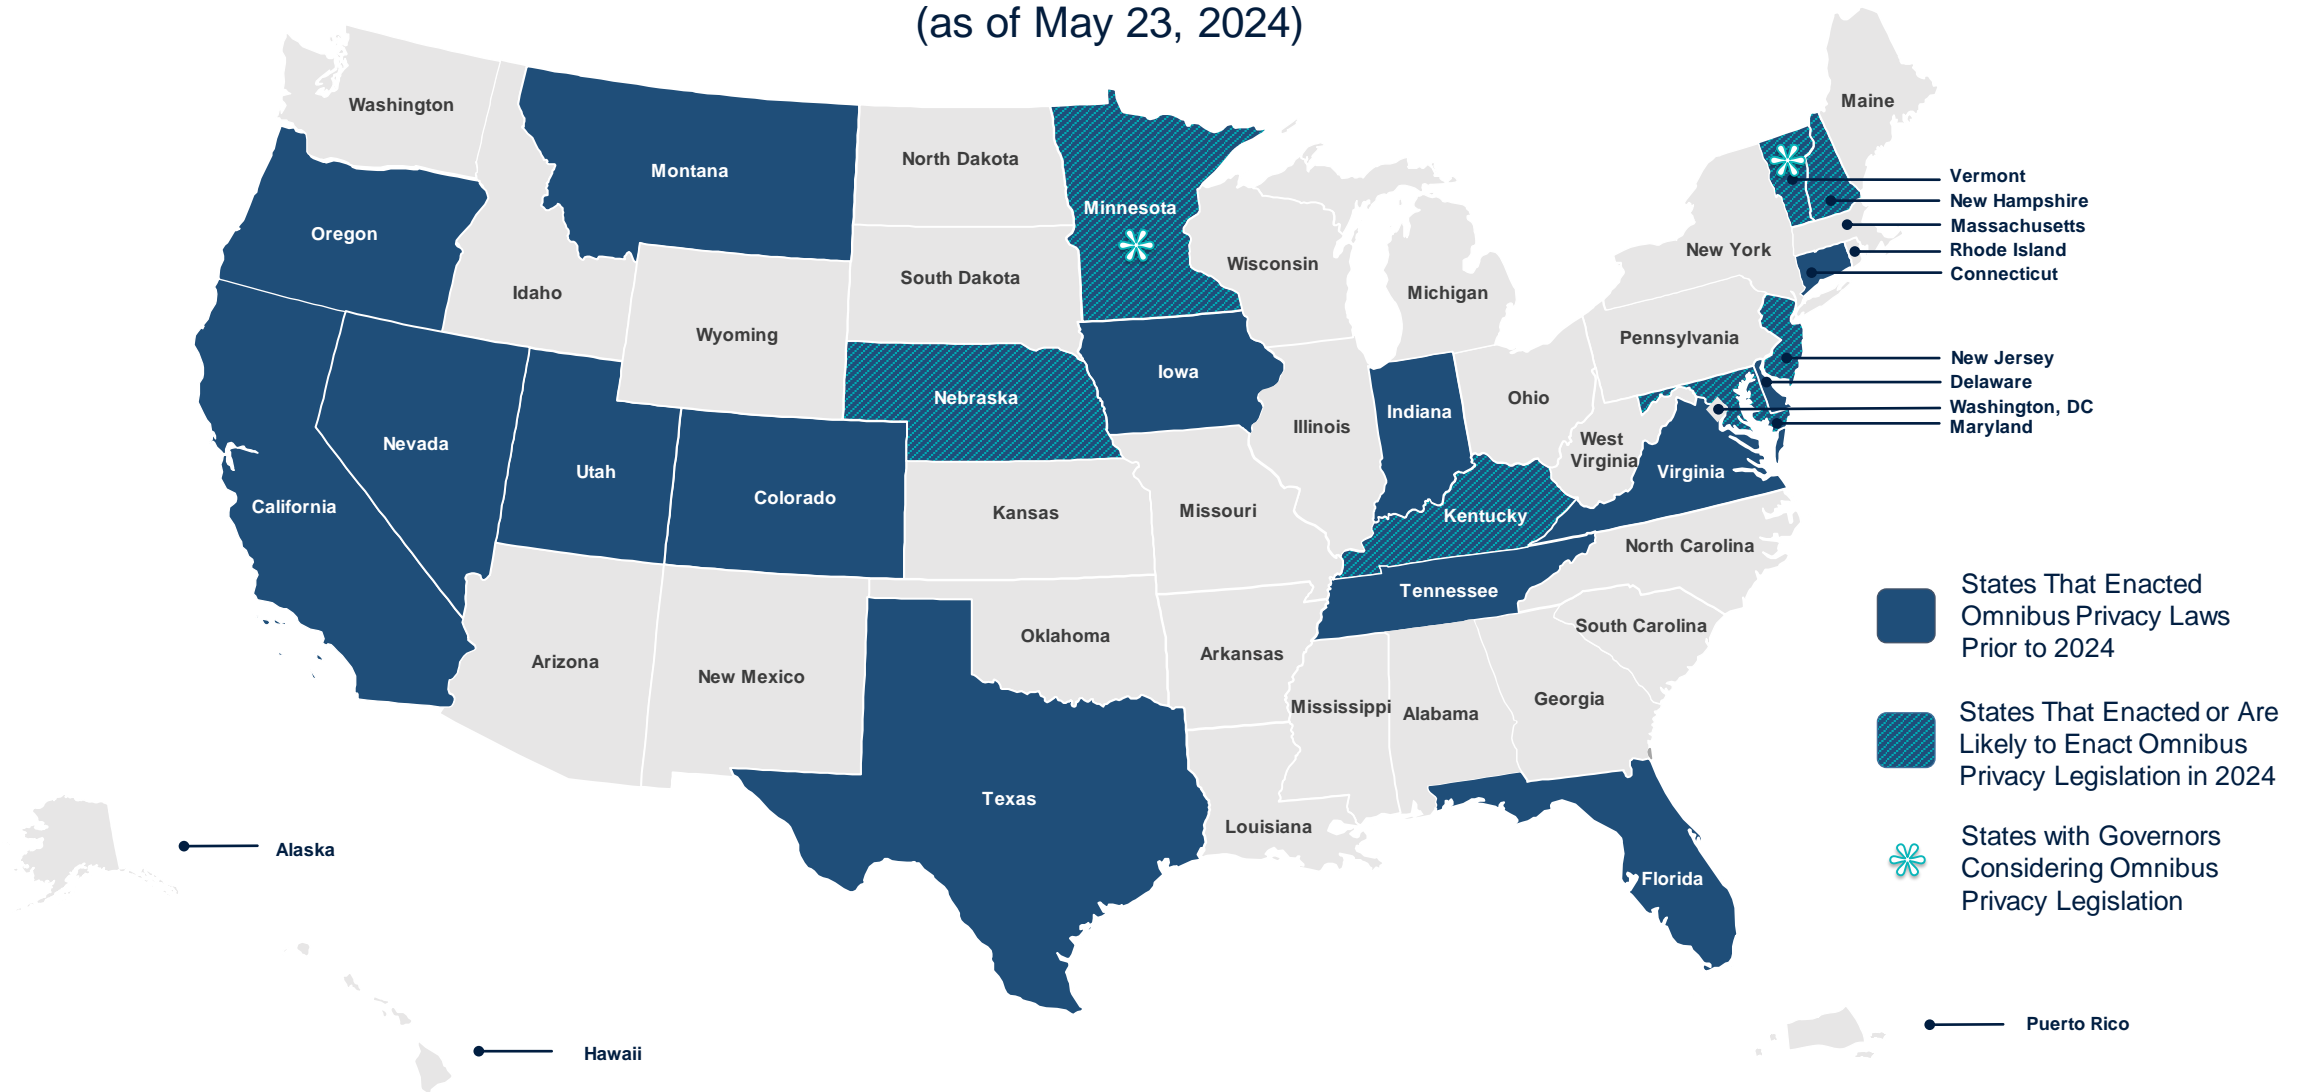 (as of May 23, 2024)
Washington
Montana
North Dakota
Minnesota
Maine
Oregon
Idaho
South Dakota
Wisconsin
Michigan
New York
Vermont
New Hampshire
Massachusetts
Rhode Island
Connecticut
Wyoming
Nebraska
Iowa
Pennsylvania
New Jersey
Delaware
Washington, DC
Maryland
Nevada
Utah
Colorado
California
Kansas
Missouri
Illinois
Indiana
Ohio
West
Virginia
Virginia
Kentucky
North Carolina
Tennessee
South Carolina
Arizona
New Mexico
Oklahoma
Arkansas
Mississippi
Alabama
Georgia
Texas
Louisiana
Florida
States That Enacted
Omnibus Privacy Laws
Prior to 2024
States That Enacted or Are
Likely to Enact Omnibus
Privacy Legislation in 2024
States with Governors
Considering Omnibus
Privacy Legislation
Alaska
Hawaii
Puerto Rico